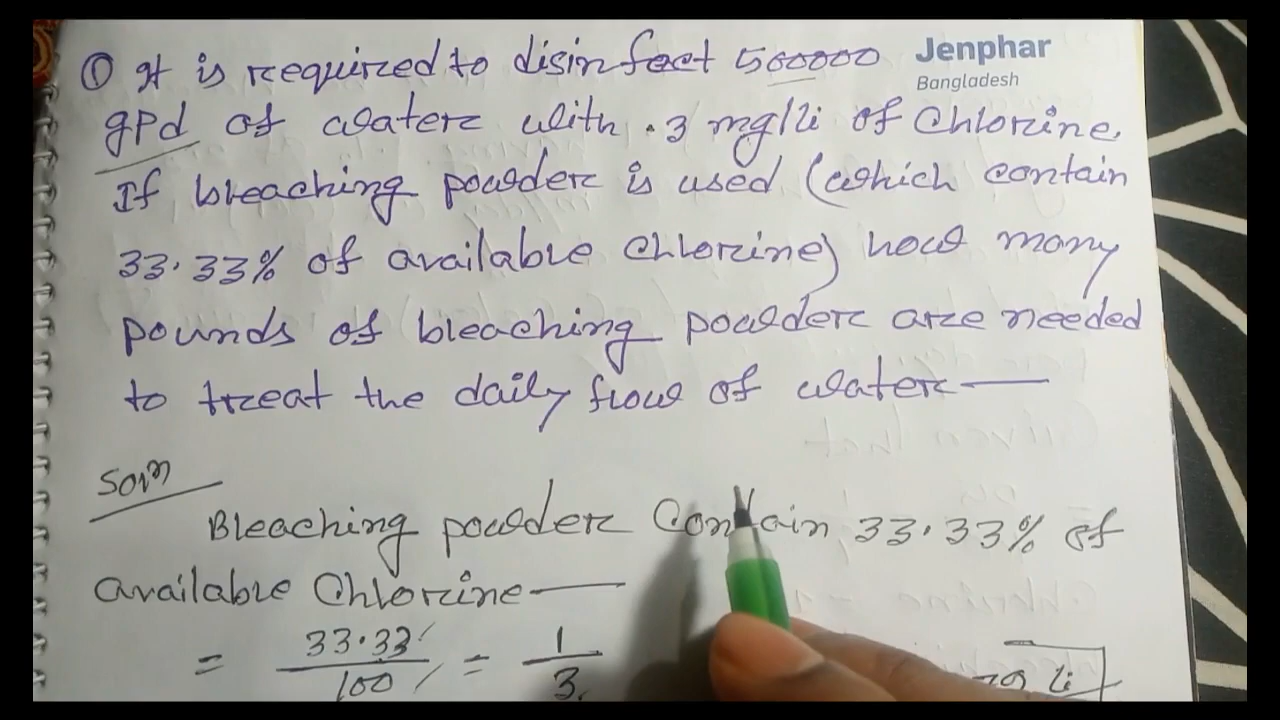 ① It is required to disinfect 500000
gpd of water with .3 mg/li of Chlorine.
If bleaching powder is used (which contain
33.33% of available Chlorine) how many
pounds of bleaching powder are needed
to treat the daily flow of water —
Jenphar
Bangladesh
Soln
Bleaching powder Contain 33.33% of
available Chlorine —
= 33.33/100 = 1/3